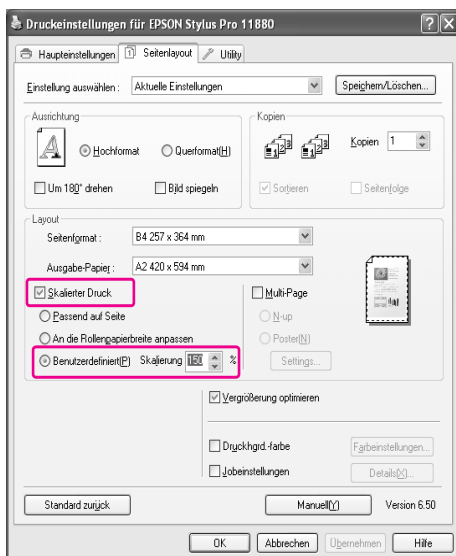 Druckeinstellungen für EPSON Stylus Pro 11880
Haupteinstellungen Seitenlayout Utility
Einstellung auswählen : Aktuelle Einstellungen Speichern/Löschen...
Ausrichtung
Hochformat Querformat(H)
Um 180° drehen Bild spiegeln
Kopien
Kopien 1
Sortieren Seitenfolge
Layout
Seitenformat : B4 257 x 364 mm
Ausgabe-Papier : A2 420 x 594 mm
Skalierter Druck
Passend auf Seite
An die Rollenpapierbreite anpassen
Benutzerdefiniert(P) Skalierung 150 %
Multi-Page
N-up
Poster(N)
Settings...
Vergrößerung optimieren
Druckhgrd.-farbe Farbeinstellungen...
Jobeinstellungen Details(X)...
Standard zurück Manuell(Y) Version 6.50
OK Abbrechen Übernehmen Hilfe